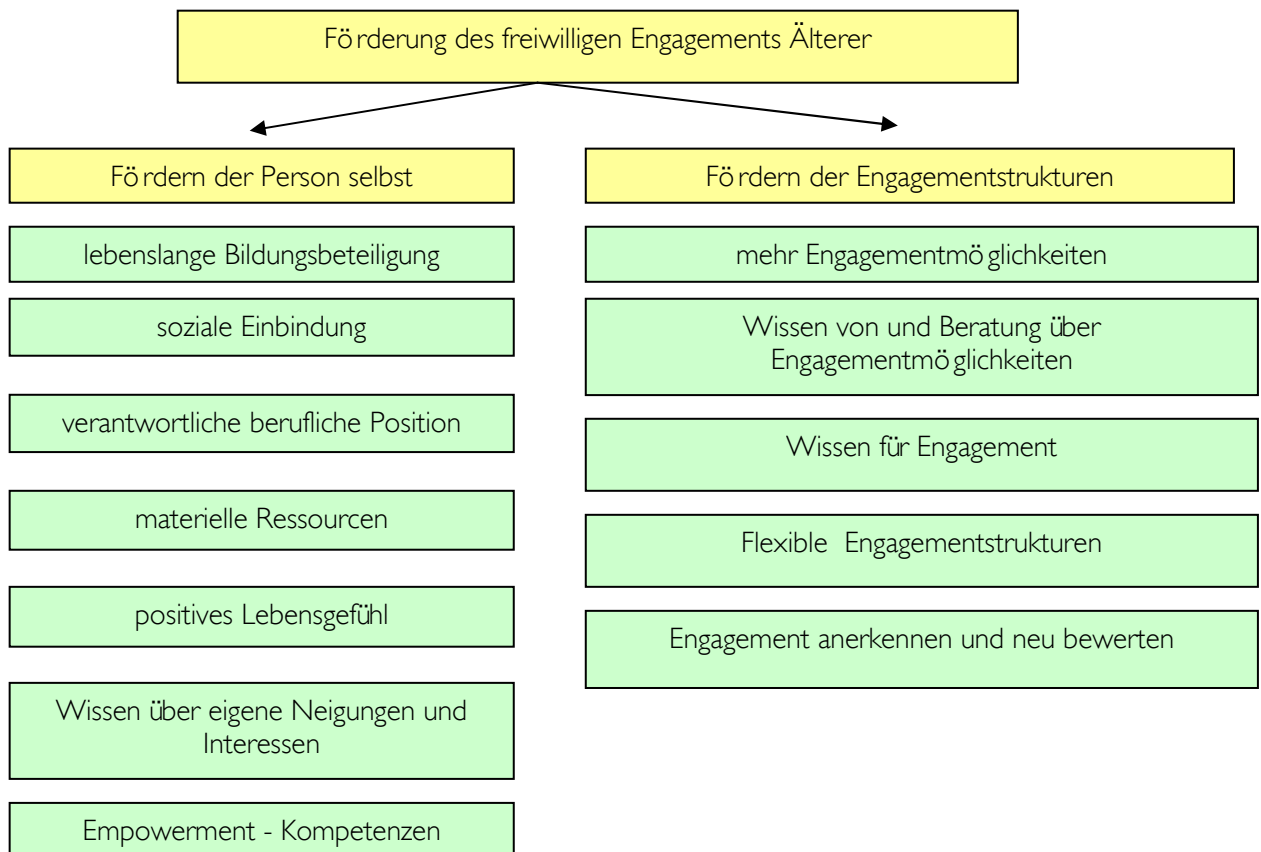 Förderung des freiwilligen Engagements Älterer
Fördern der Person selbst
lebenslange Bildungsbeteiligung
soziale Einbindung
verantwortliche berufliche Position
materielle Ressourcen
positives Lebensgefühl
Wissen über eigene Neigungen und
Interessen
Empowerment - Kompetenzen
Fördern der Engagementstrukturen
mehr Engagementmöglichkeiten
Wissen von und Beratung über
Engagementmöglichkeiten
Wissen für Engagement
Flexible Engagementstrukturen
Engagement anerkennen und neu bewerten